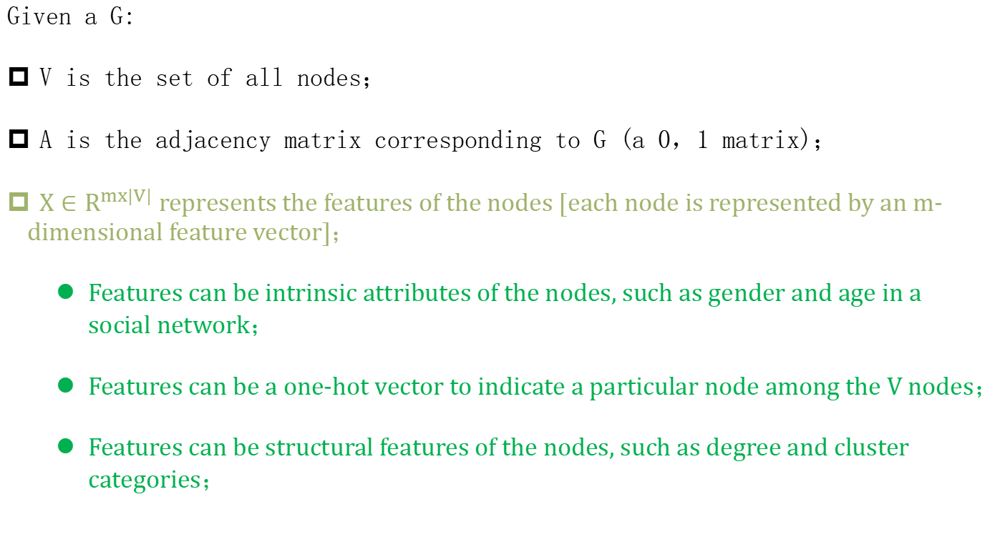 Given a G:
V is the set of all nodes；
A is the adjacency matrix corresponding to G (a 0，1 matrix)；
X ∈ R^{mx|V|} represents the features of the nodes [each node is represented by an m-
dimensional feature vector]；
● Features can be intrinsic attributes of the nodes, such as gender and age in a
social network；
● Features can be a one-hot vector to indicate a particular node among the V nodes；
● Features can be structural features of the nodes, such as degree and cluster
categories；